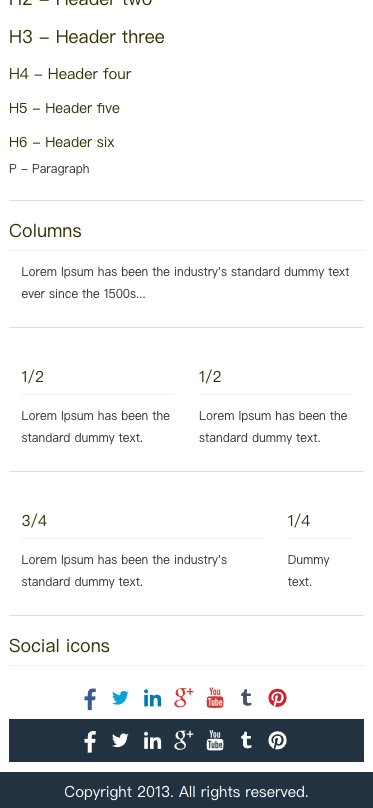 H2 – Header two
H3 – Header three
H4 – Header four
H5 – Header five
H6 – Header six
P – Paragraph
Columns
Lorem Ipsum has been the industry's standard dummy text
ever since the 1500s...
1/2
Lorem Ipsum has been the
standard dummy text.
1/2
Lorem Ipsum has been the
standard dummy text.
3/4
Lorem Ipsum has been the industry's
standard dummy text.
1/4
Dummy
text.
Social icons
f in g+ You Tube t
f in g+ You Tube t
Copyright 2013. All rights reserved.